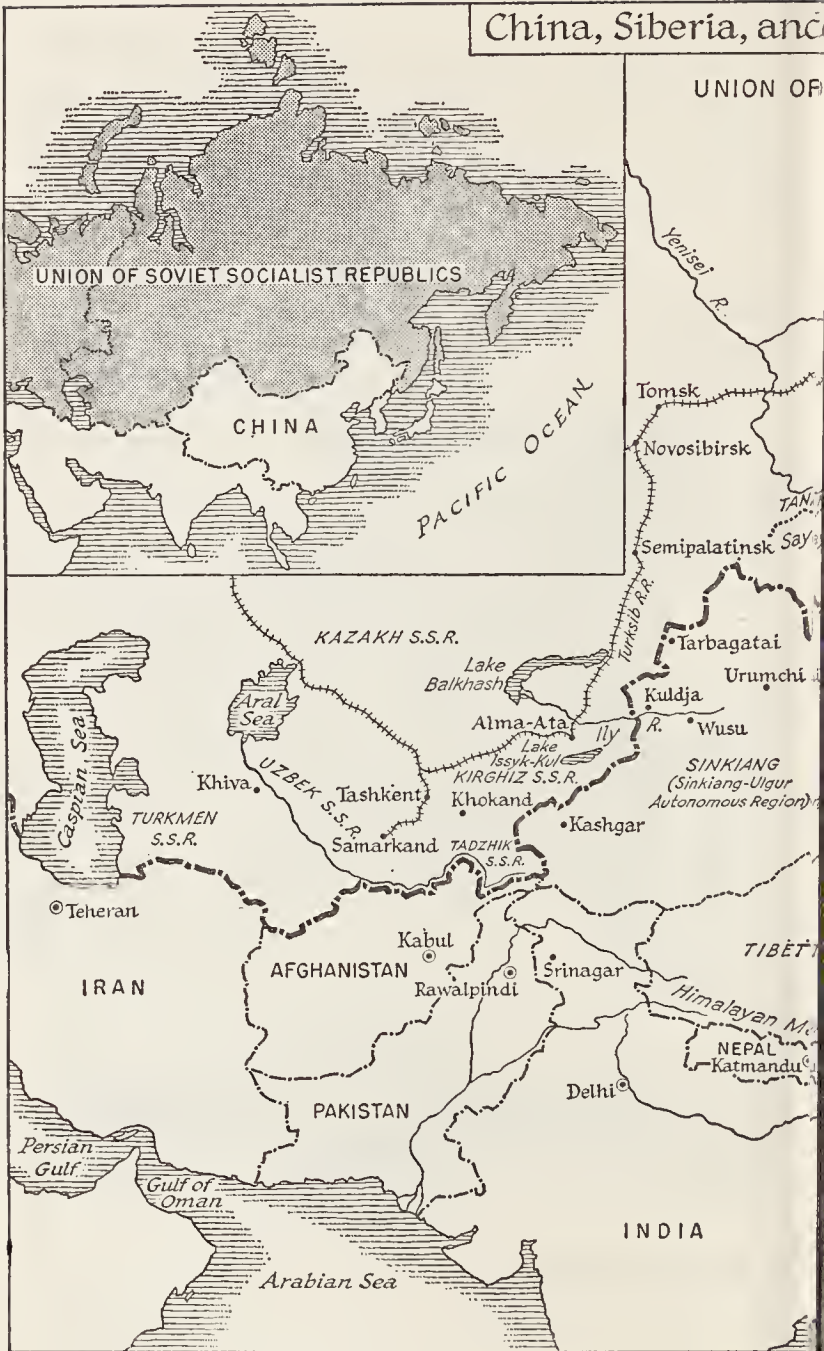 China, Siberia, and
UNION OF
UNION OF SOVIET SOCIALIST REPUBLICS
CHINA
PACIFIC OCEAN
Yenisei
R.
Tomsk
Novosibirsk
TAN
Say
Semipalatinsk
Turksib R.R.
KAZAKH S.S.R.
Tarbagatai
Lake
Balkhash
Urumchi
Aral
Sea
Kuldja
Alma-Ata
Ily
R.
Wusu
Caspian Sea
Lake
Issyk-Kul
KIRGHIZ S.S.R.
SINKIANG
(Sinkiang-Uigur
Autonomous Region)
Khiva
UZBEK S.S.R.
Tashkent
Khokand
TURKMEN
S.S.R.
Kashgar
Samarkand
TADZHIK
S.S.R.
Teheran
Kabul
TIBET
AFGHANISTAN
Srinagar
IRAN
Rawalpindi
Himalayan M
NEPAL
Katmandu
Delhi
PAKISTAN
Persian
Gulf
Gulf of
Oman
INDIA
Arabian Sea